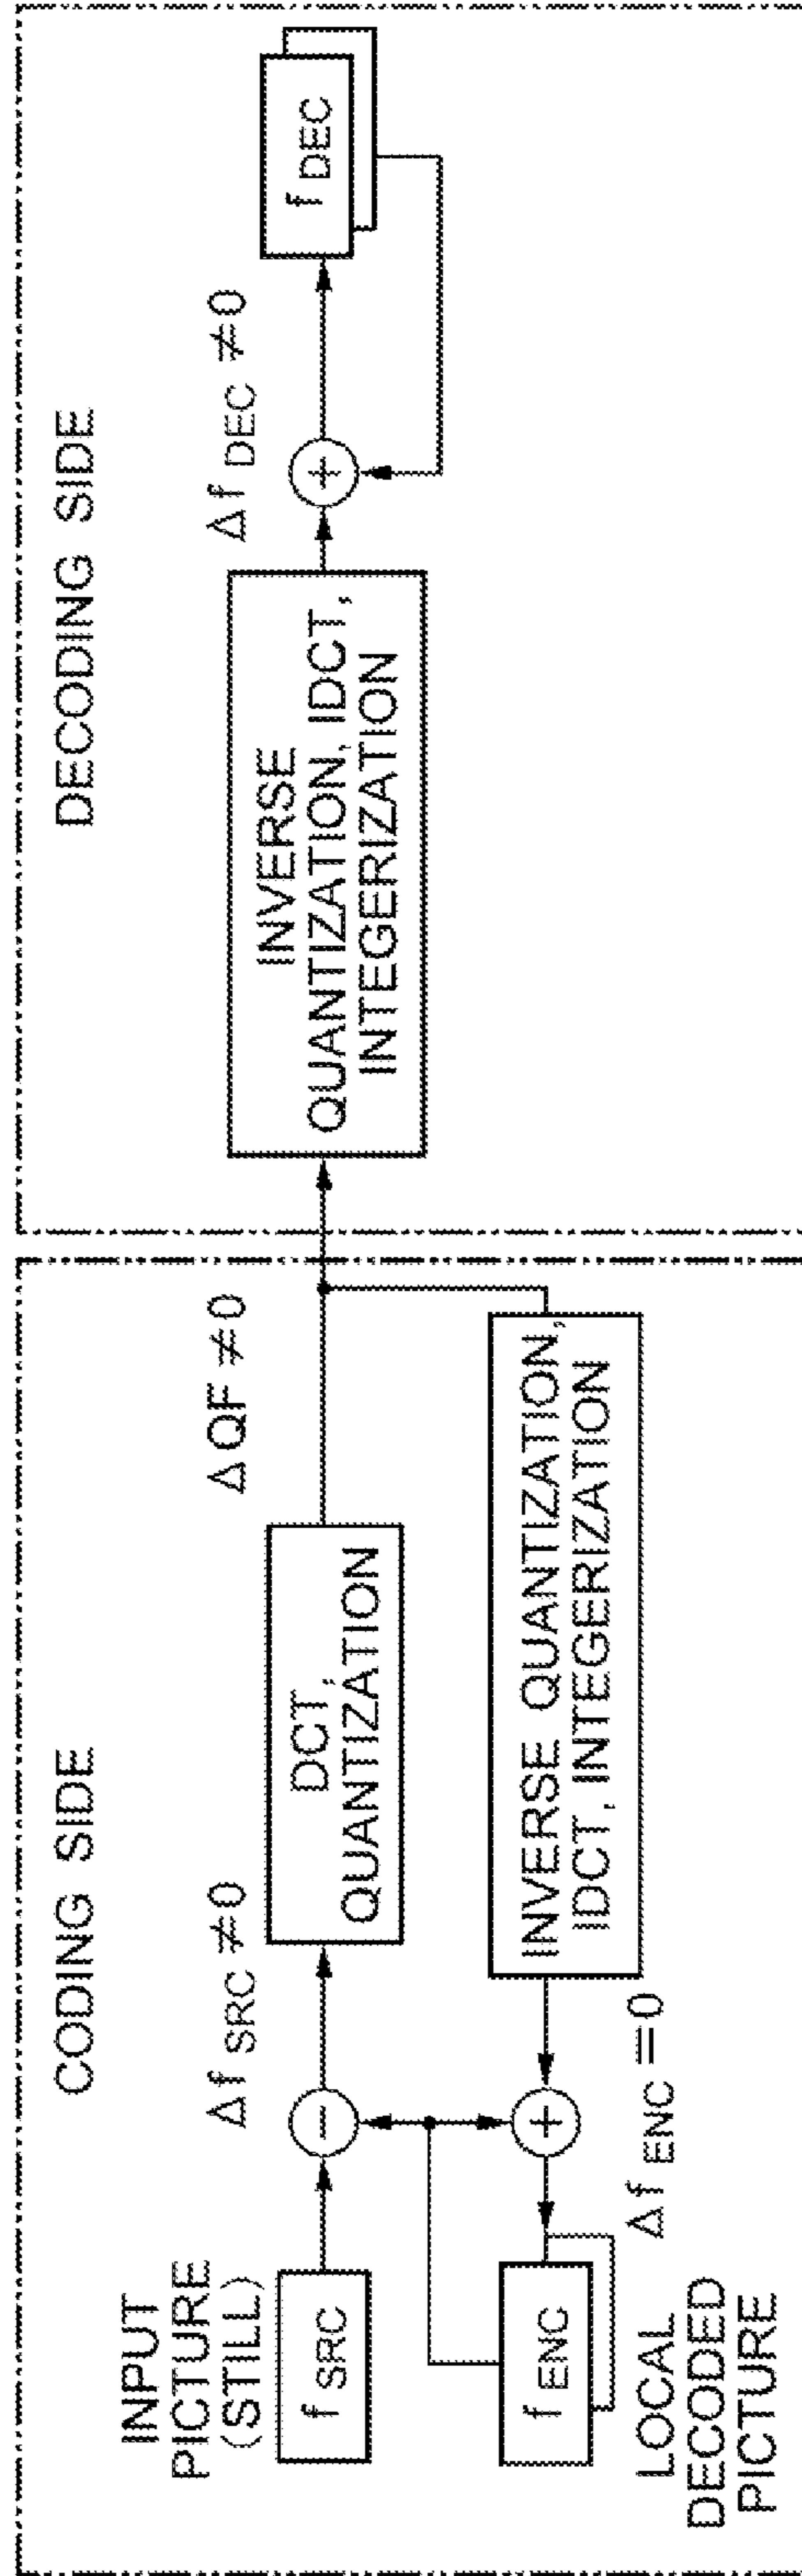 CODING SIDE
INPUT
PICTURE
(STILL)
f SRC
Δf SRC ≠0
DCT,
QUANTIZATION
ΔQF ≠0
f ENC
LOCAL
DECODED
PICTURE
Δf ENC =0
INVERSE QUANTIZATION,
IDCT, INTEGERIZATION
−
+
DECODING SIDE
INVERSE
QUANTIZATION, IDCT,
INTEGERIZATION
Δf DEC ≠0
+
f DEC